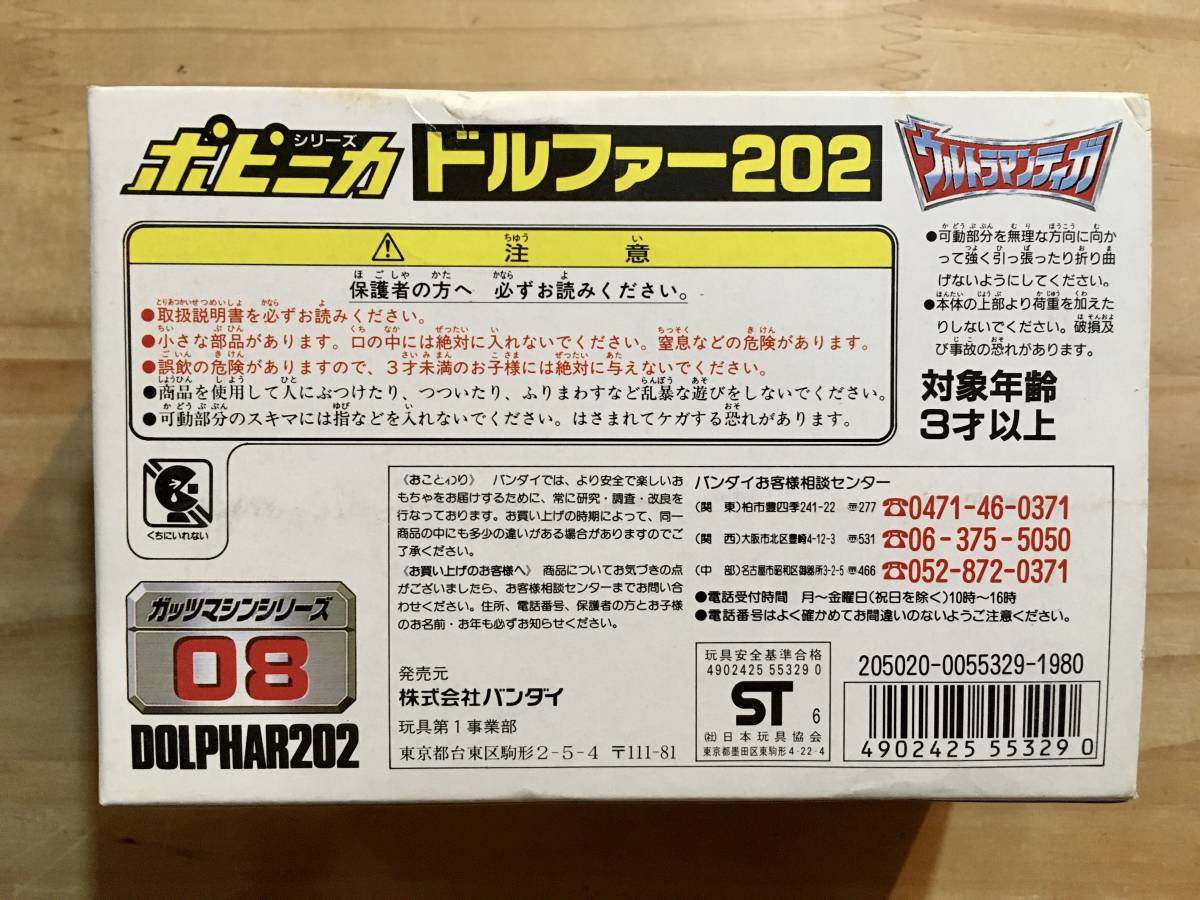 ポピニカ
シリーズ
ドルファー202
ウルトラマンティガ
注意
保護者の方へ 必ずお読みください。
●取扱説明書を必ずお読みください。
●小さな部品があります。口の中には絶対に入れないでください。窒息などの危険があります。
●誤飲の危険がありますので、3才未満のお子様には絶対に与えないでください。
●商品を使用して人にぶつけたり、つついたり、ふりまわすなど乱暴な遊びをしないでください。
●可動部分のスキマには指などを入れないでください。はさまれてケガする恐れがあります。
●可動部分を無理な方向に向か
って強く引っ張ったり折り曲
げないようにしてください。
●本体の上部より荷重を加えた
りしないでください。破損及
び事故の恐れがあります。
対象年齢
3才以上
くちにいれない
ガッツマシンシリーズ
08
DOLPHAR202
《おことわり》 バンダイでは、より安全で楽しいお
もちゃをお届けするために、常に研究・調査・改良を
行なっております。お買い上げの時期によって、同一
商品の中にも多少の違いがある場合がありますのでご
了承ください。
《お買い上げのお客様へ》 商品についてお気づきの点
がございましたら、お客様相談センターまでお問い合
わせください。住所、電話番号、保護者の方とお子様
のお名前・お年も必ずお知らせください。
発売元
株式会社バンダイ
玩具第1事業部
東京都台東区駒形2-5-4 〒111-81
バンダイお客様相談センター
(関 東)柏市豊四季241-22 〒277 ☎0471-46-0371
(関 西)大阪市北区豊崎4-12-3 〒531 ☎06-375-5050
(中 部)名古屋市昭和区御器所3-2-5 〒466 ☎052-872-0371
●電話受付時間 月〜金曜日(祝日を除く)10時〜16時
●電話番号はよく確かめてお間違いのないようご注意ください。
玩具安全基準合格
4902425 55329 0
ST 6
(社)日本玩具協会
東京都墨田区東駒形4-22-4
205020-0055329-1980
4902425 553290